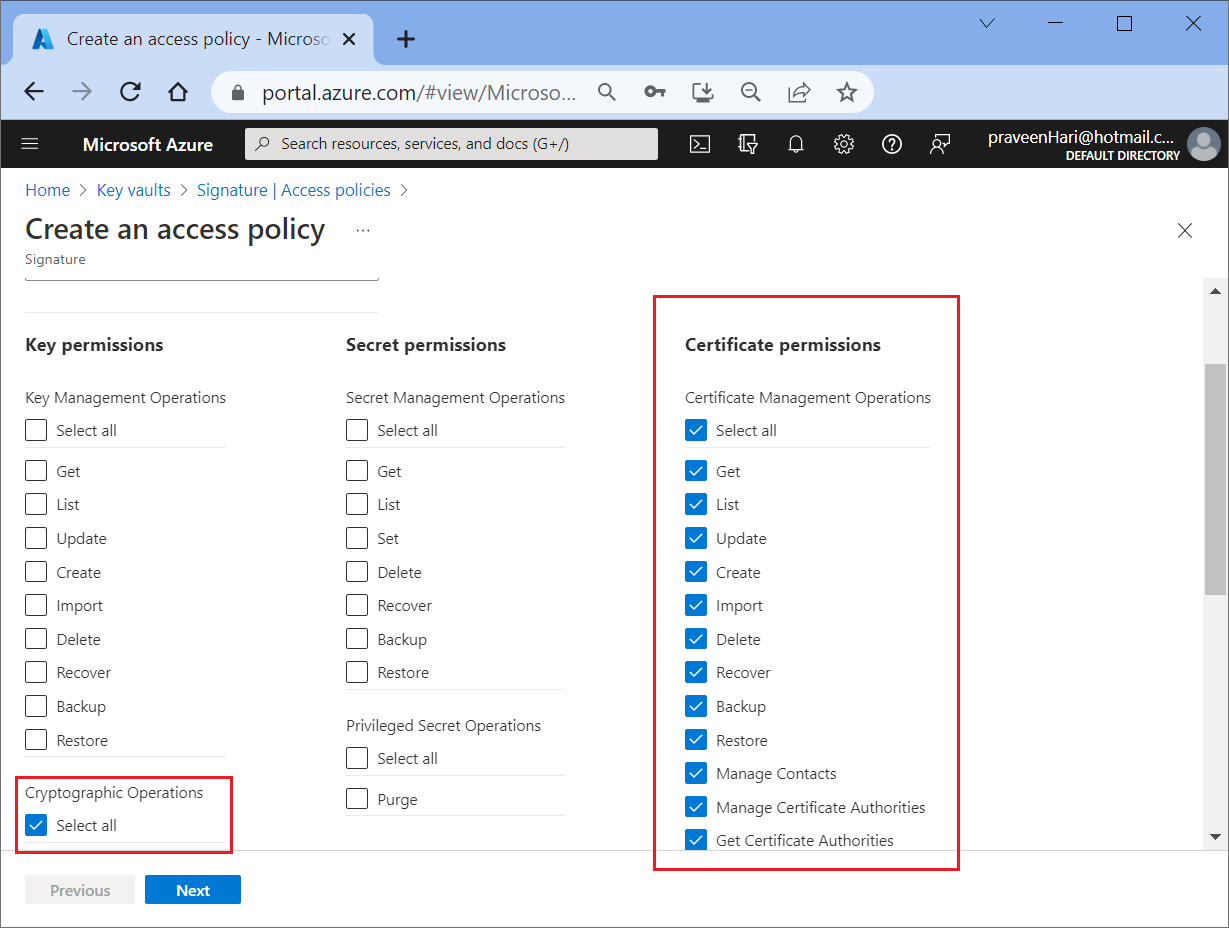 Create an access policy - Microso
portal.azure.com/#view/Microso...
Microsoft Azure
Search resources, services, and docs (G+/)
praveenHari@hotmail.c...
DEFAULT DIRECTORY
Home > Key vaults > Signature | Access policies >
Create an access policy ...
Signature
Key permissions
Key Management Operations
Select all
Get
List
Update
Create
Import
Delete
Recover
Backup
Restore
Cryptographic Operations
Select all
Secret permissions
Secret Management Operations
Select all
Get
List
Set
Delete
Recover
Backup
Restore
Privileged Secret Operations
Select all
Purge
Certificate permissions
Certificate Management Operations
Select all
Get
List
Update
Create
Import
Delete
Recover
Backup
Restore
Manage Contacts
Manage Certificate Authorities
Get Certificate Authorities
Previous
Next